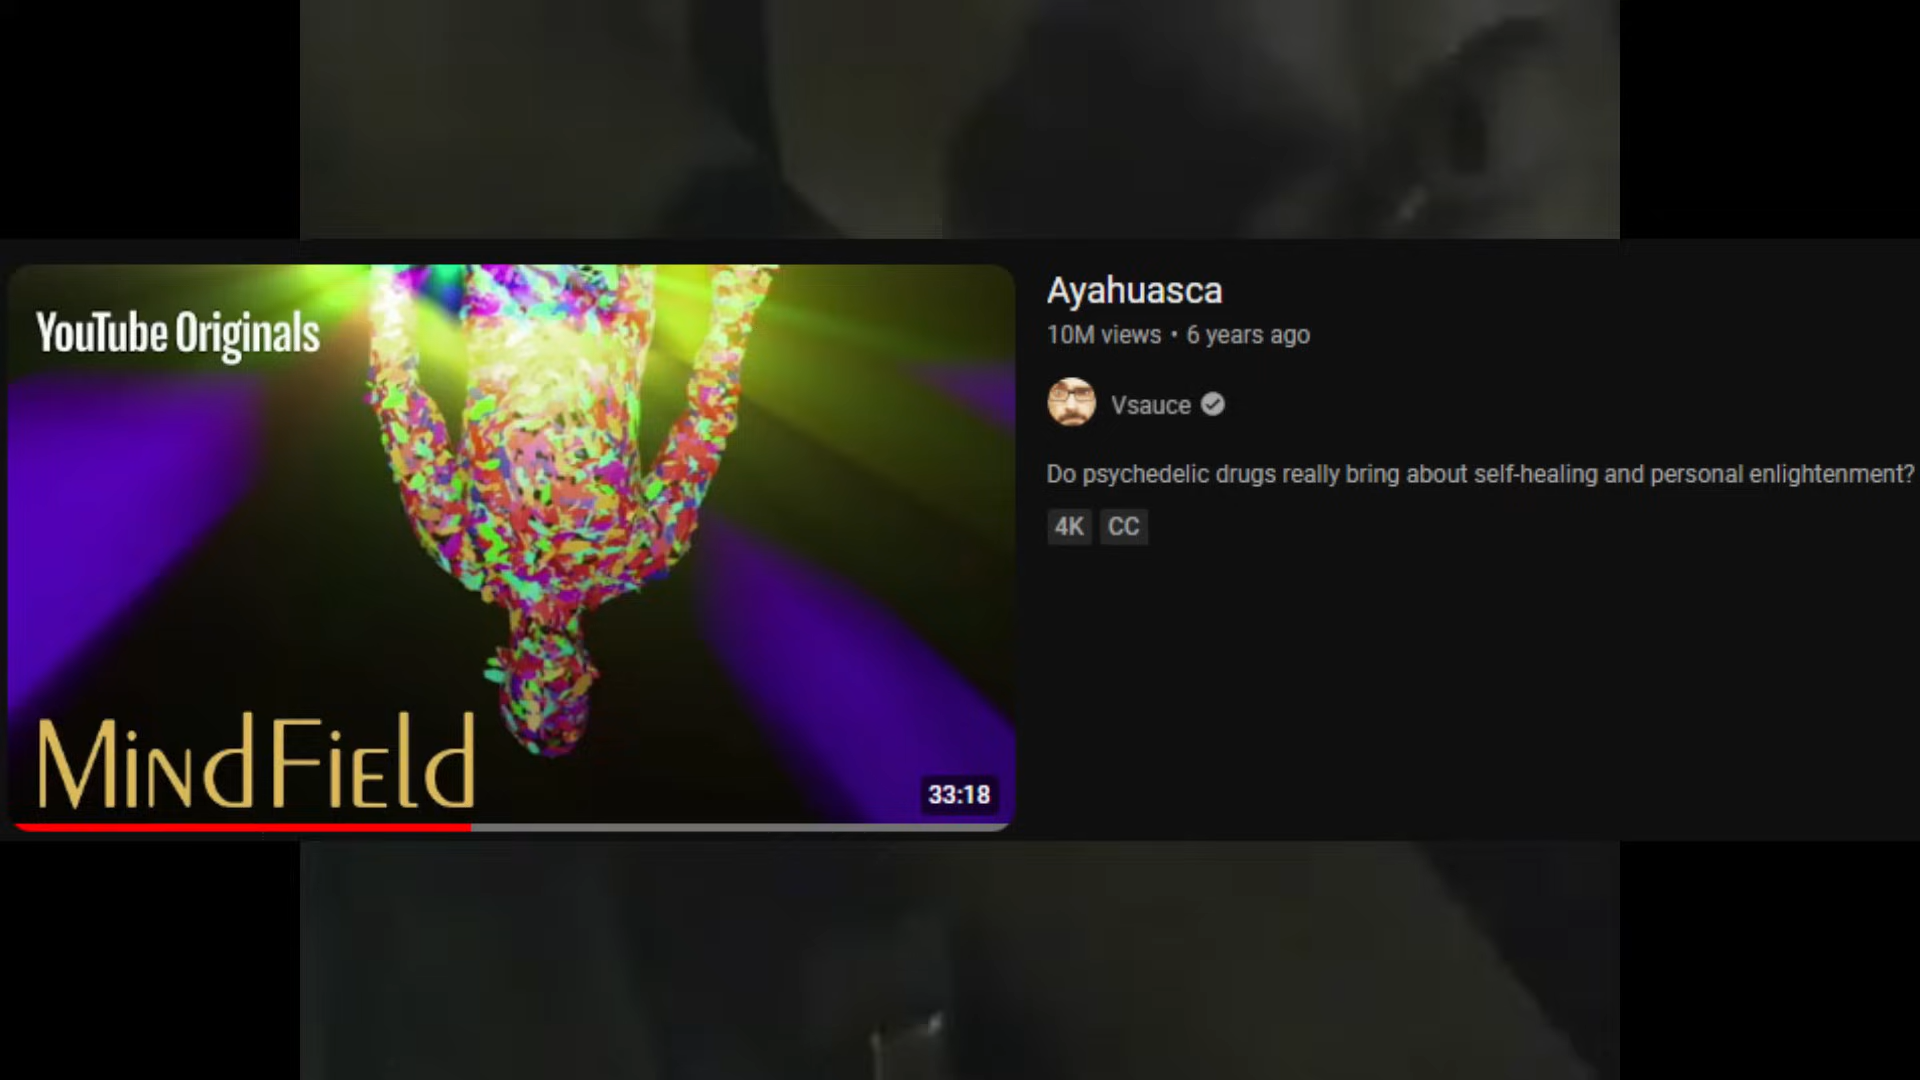 YouTube Originals
MindField
33:18
Ayahuasca
10M views • 6 years ago
Vsauce
Do psychedelic drugs really bring about self-healing and personal enlightenment?
4K CC